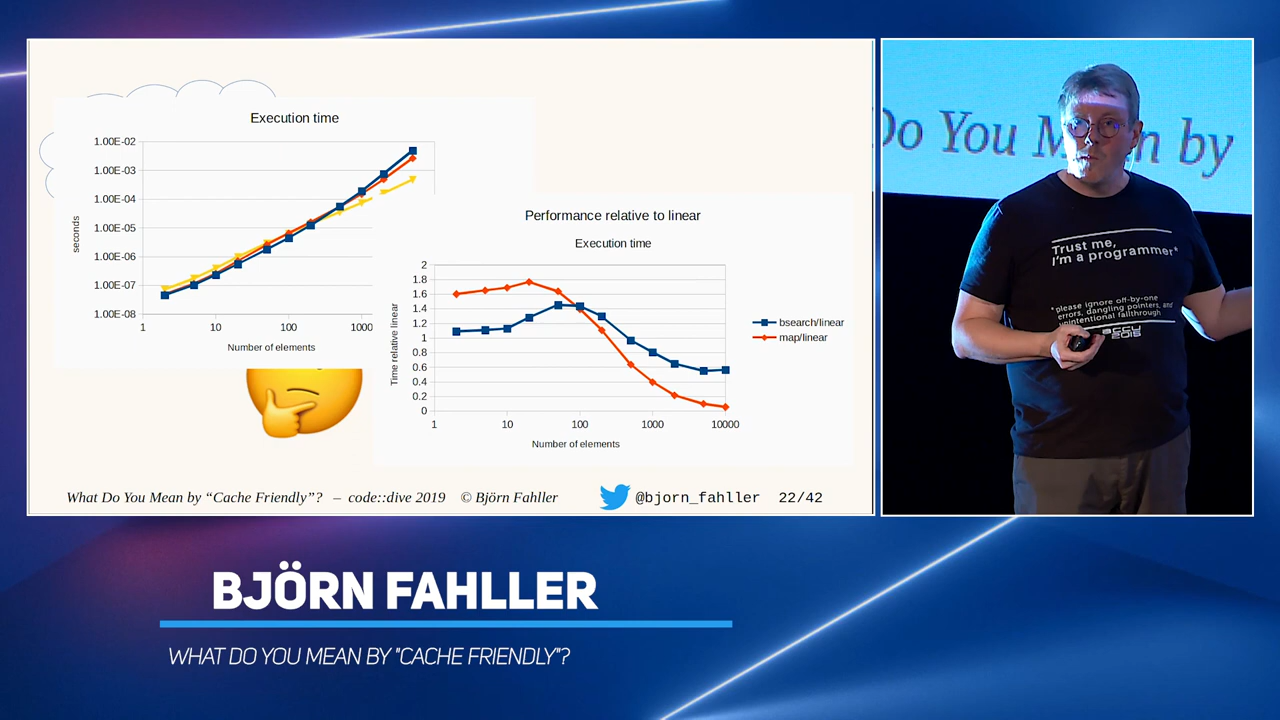 Execution time
1.00E-02
1.00E-03
1.00E-04
1.00E-05
1.00E-06
1.00E-07
1.00E-08
seconds
1 10 100 1000
Number of elements
Performance relative to linear
Execution time
2
1.8
1.6
1.4
1.2
1
0.8
0.6
0.4
0.2
0
Time relative linear
1 10 100 1000 10000
Number of elements
bsearch/linear
map/linear
What Do You Mean by “Cache Friendly”? – code::dive 2019 © Björn Fahller
@bjorn_fahller 22/42
Do You Mean by
Trust me,
I'm a programmer*
*please ignore off-by-one
errors, dangling pointers, and
unintentional fallthrough
ACCU
2015
BJÖRN FAHLLER
WHAT DO YOU MEAN BY "CACHE FRIENDLY"?